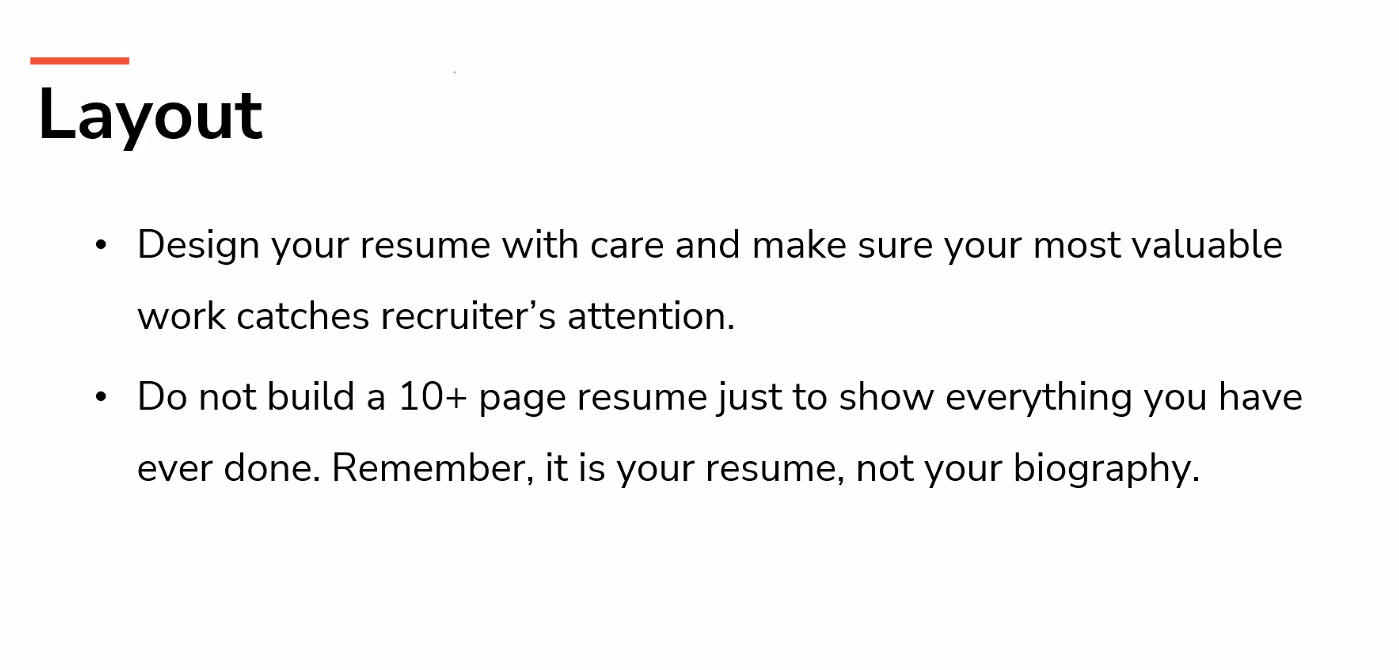 Layout
• Design your resume with care and make sure your most valuable
work catches recruiter’s attention.
• Do not build a 10+ page resume just to show everything you have
ever done. Remember, it is your resume, not your biography.